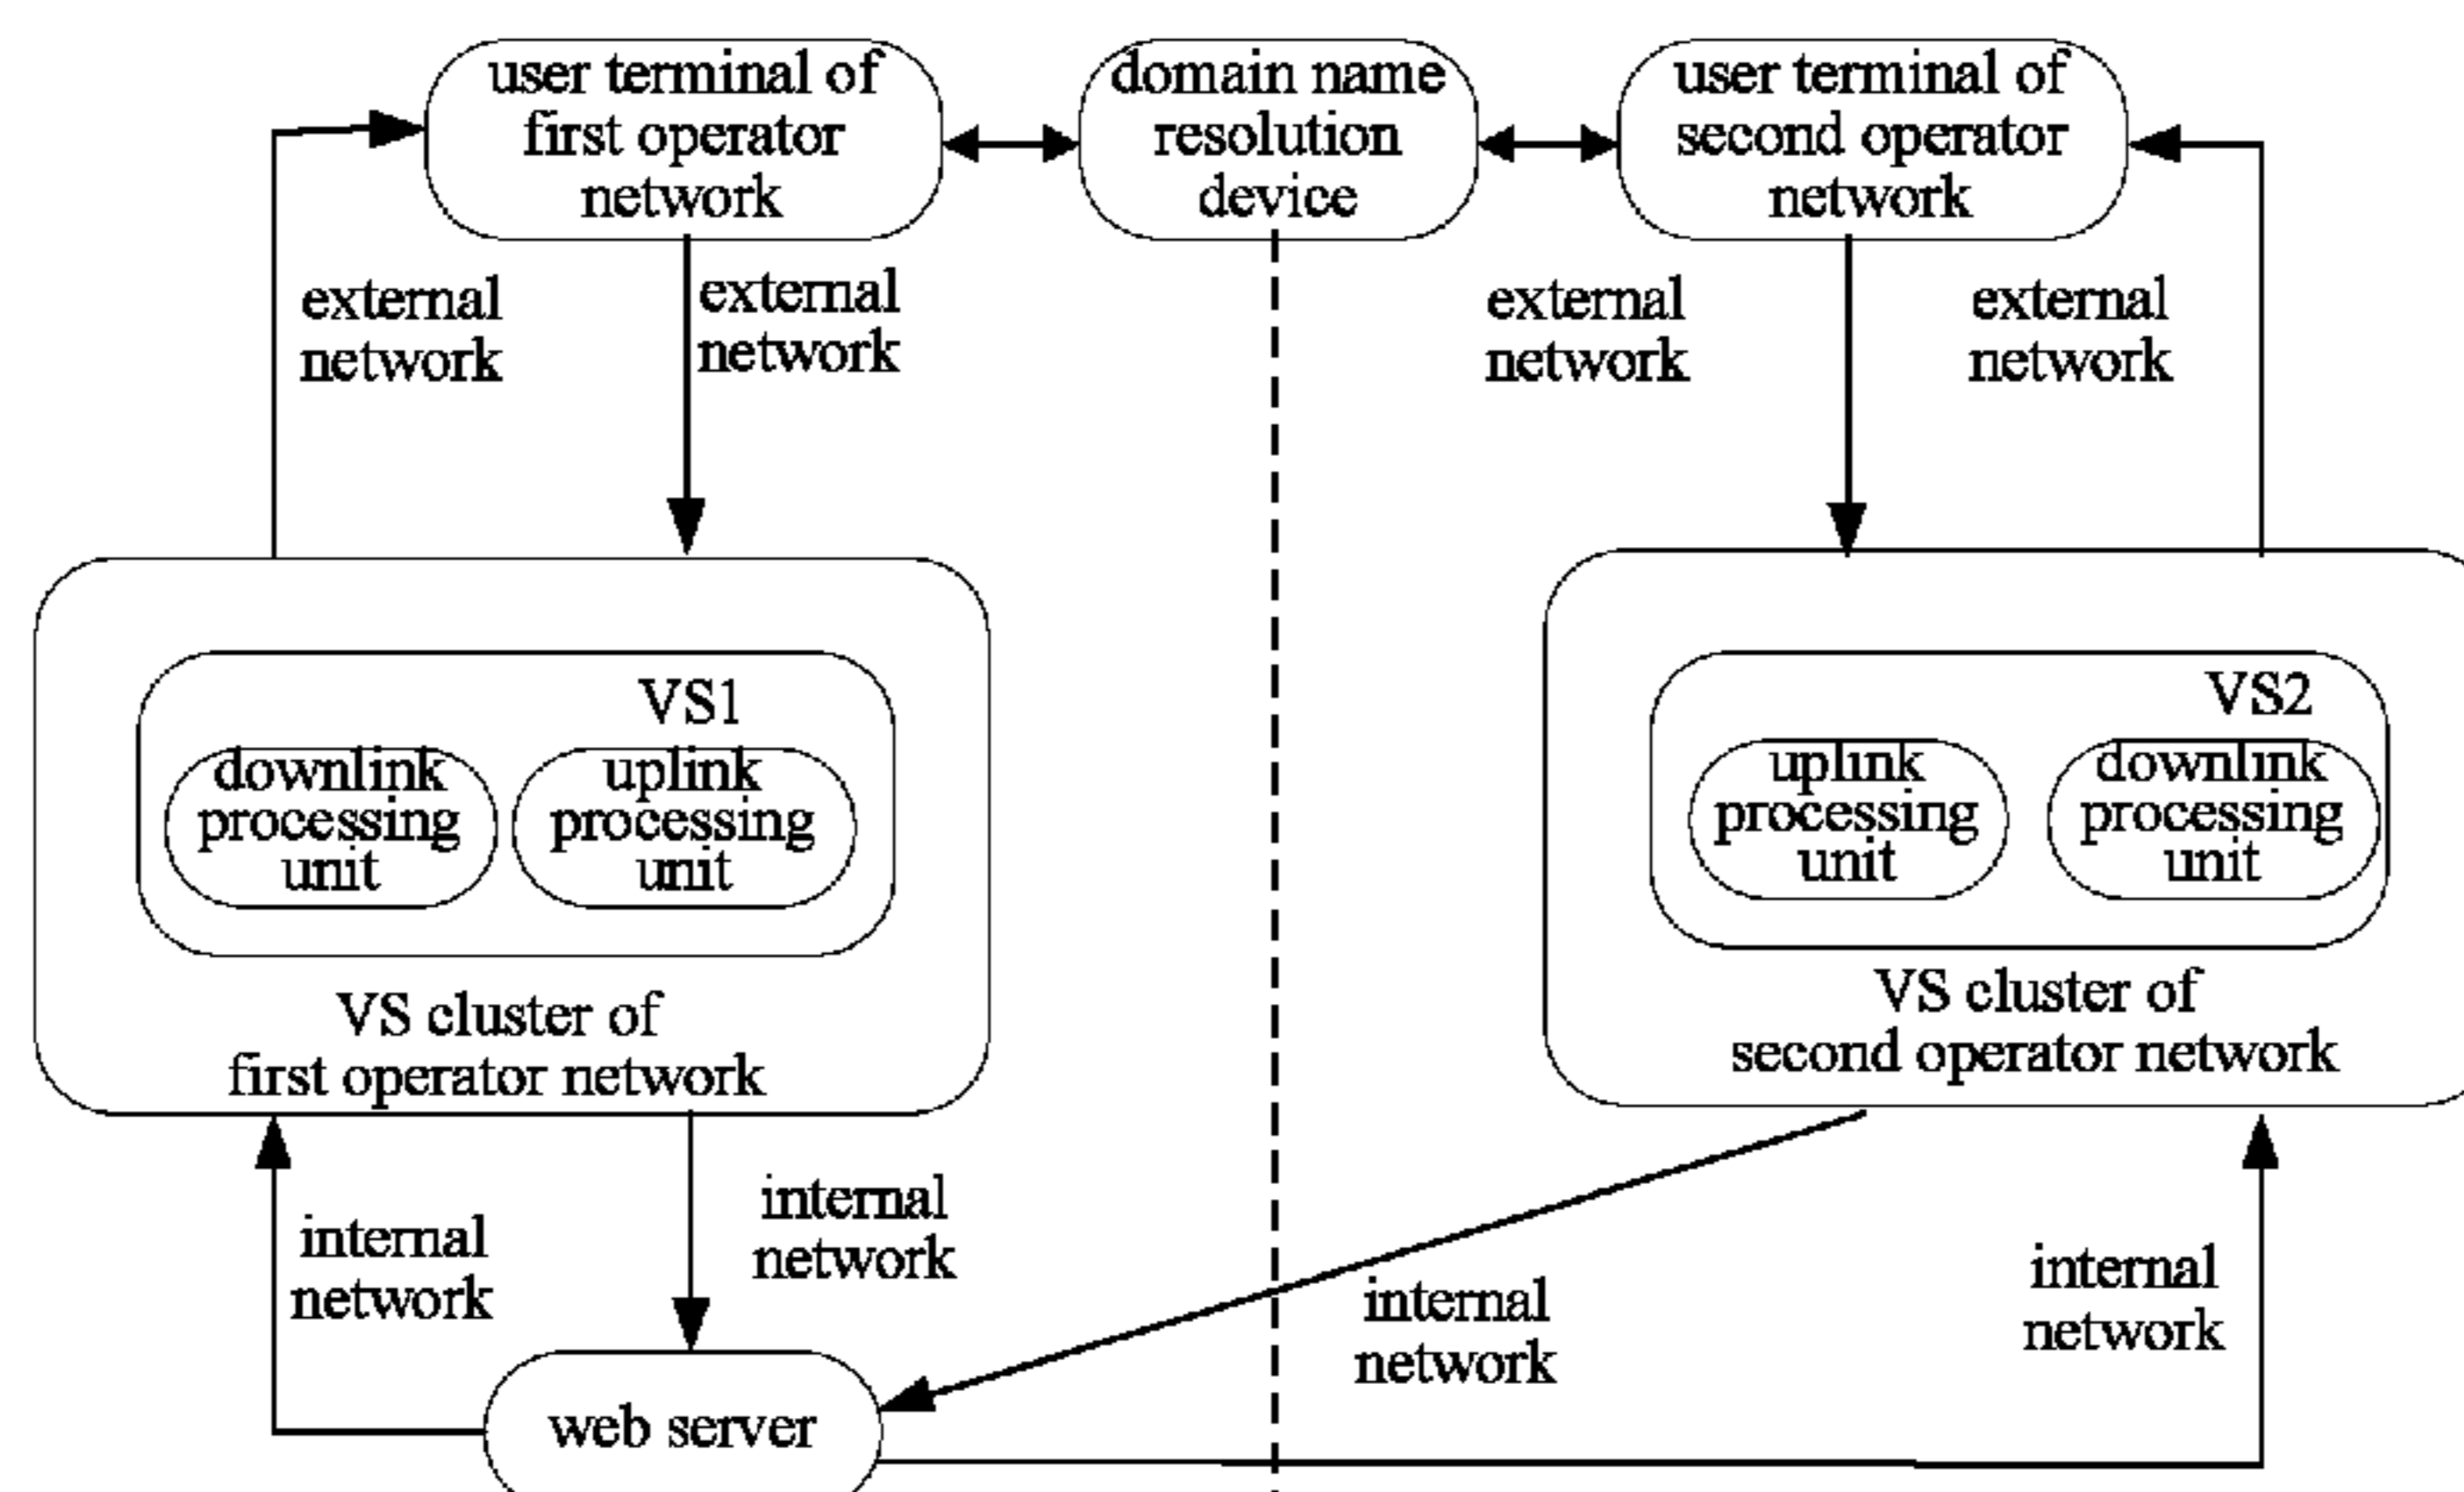 user terminal of
first operator
network
domain name
resolution
device
user terminal of
second operator
network
external
network
external
network
external
network
external
network
VS1
downlink
processing
unit
uplink
processing
unit
VS cluster of
first operator network
VS2
uplink
processing
unit
downlink
processing
unit
VS cluster of
second operator network
internal
network
internal
network
internal
network
internal
network
web server